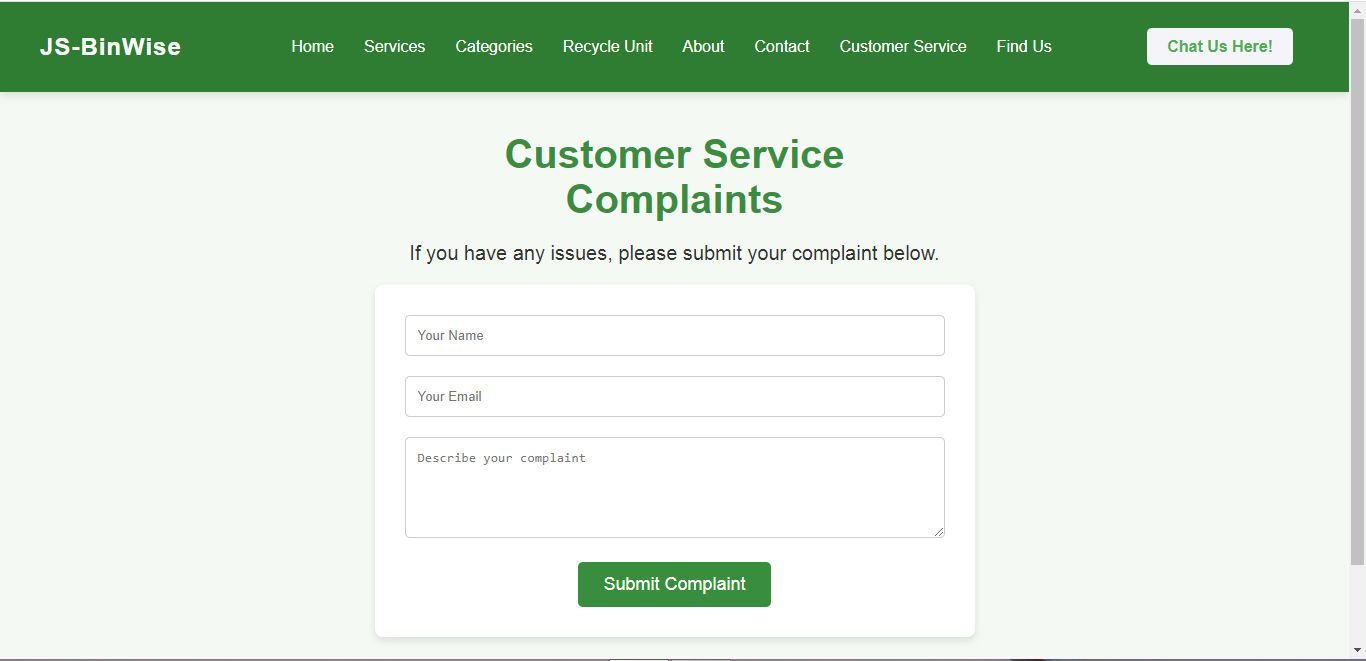 JS-BinWise
Home Services Categories Recycle Unit About Contact Customer Service Find Us
Chat Us Here!
Customer Service
Complaints
If you have any issues, please submit your complaint below.
Your Name
Your Email
Describe your complaint
Submit Complaint